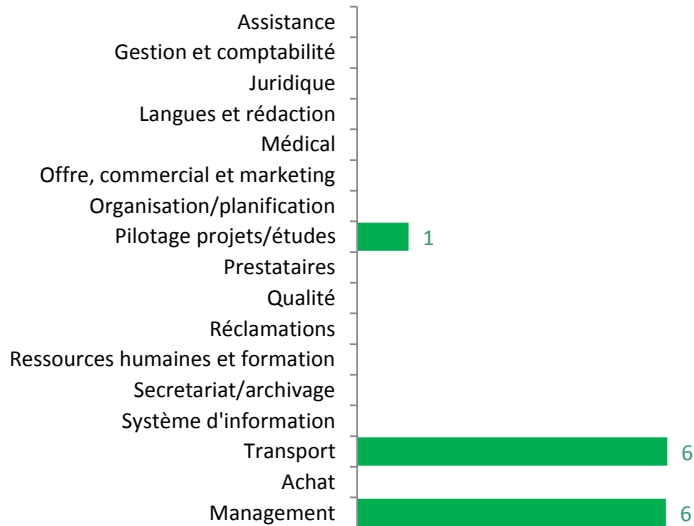 Assistance
Gestion et comptabilité
Juridique
Langues et rédaction
Médical
Offre, commercial et marketing
Organisation/planification
Pilotage projets/études 1
Prestataires
Qualité
Réclamations
Ressources humaines et formation
Secretariat/archivage
Système d'information
Transport 6
Achat
Management 6